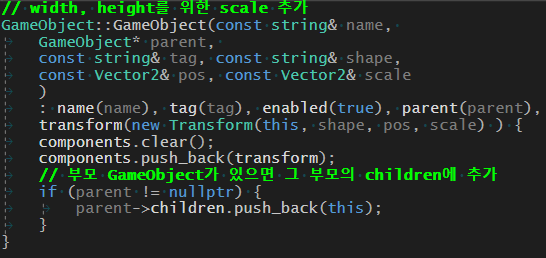 // width, height를 위한 scale 추가
GameObject::GameObject(const string& name,
GameObject* parent,
const string& tag, const string& shape,
const Vector2& pos, const Vector2& scale
)
: name(name), tag(tag), enabled(true), parent(parent),
transform(new Transform(this, shape, pos, scale) ) {
components.clear();
components.push_back(transform);
// 부모 GameObject가 있으면 그 부모의 children에 추가
if (parent != nullptr) {
parent->children.push_back(this);
}
}